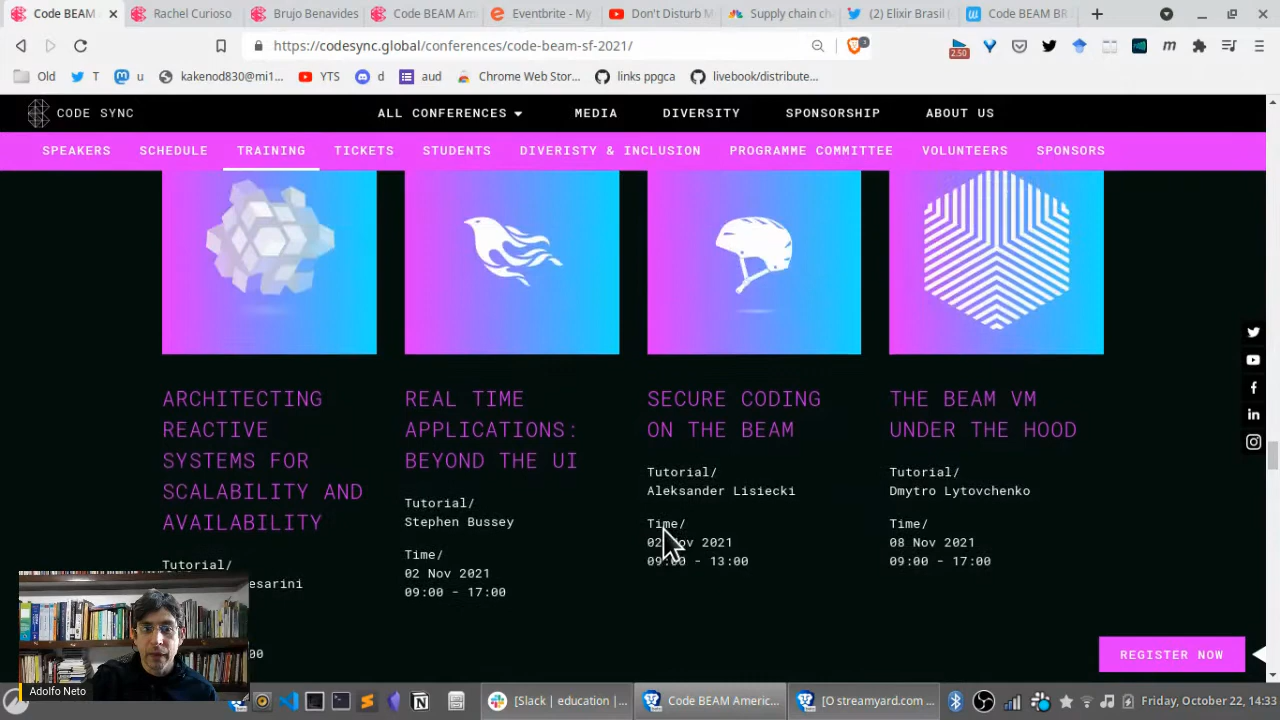 Code BEAM A
Rachel Curioso
Brujo Benavides
Code BEAM Am
Eventbrite - My
Don't Disturb M
Supply chain ch
(2) Elixir Brasil (
Code BEAM BR
https://codesync.global/conferences/code-beam-sf-2021/
2.50
Old
T
u
kakenod830@mi1...
YTS
d
aud
Chrome Web Stor...
links ppgca
livebook/distribute...
CODE SYNC
ALL CONFERENCES
MEDIA
DIVERSITY
SPONSORSHIP
ABOUT US
SPEAKERS
SCHEDULE
TRAINING
TICKETS
STUDENTS
DIVERISTY & INCLUSION
PROGRAMME COMMITTEE
VOLUNTEERS
SPONSORS
ARCHITECTING
REACTIVE
SYSTEMS FOR
SCALABILITY AND
AVAILABILITY
Tutorial/
esarini
00
REAL TIME
APPLICATIONS:
BEYOND THE UI
Tutorial/
Stephen Bussey
Time/
02 Nov 2021
09:00 - 17:00
SECURE CODING
ON THE BEAM
Tutorial/
Aleksander Lisiecki
Time/
02 Nov 2021
09:00 - 13:00
THE BEAM VM
UNDER THE HOOD
Tutorial/
Dmytro Lytovchenko
Time/
08 Nov 2021
09:00 - 17:00
REGISTER NOW
Adolfo Neto
[Slack | education |...
Code BEAM Americ...
[O streamyard.com ...
Friday, October 22, 14:33